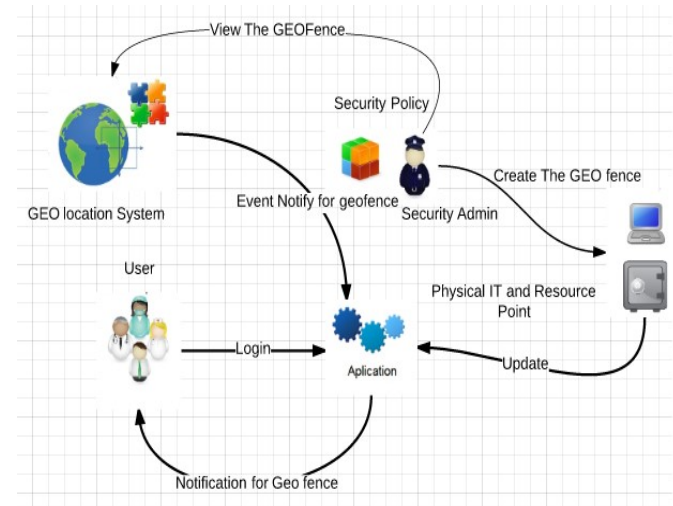 View The GEOFence
Security Policy
Create The GEO fence
Event Notify for geofence
GEO location System
Security Admin
User
Physical IT and Resource
Point
Login
Aplication
Update
Notification for Geo fence